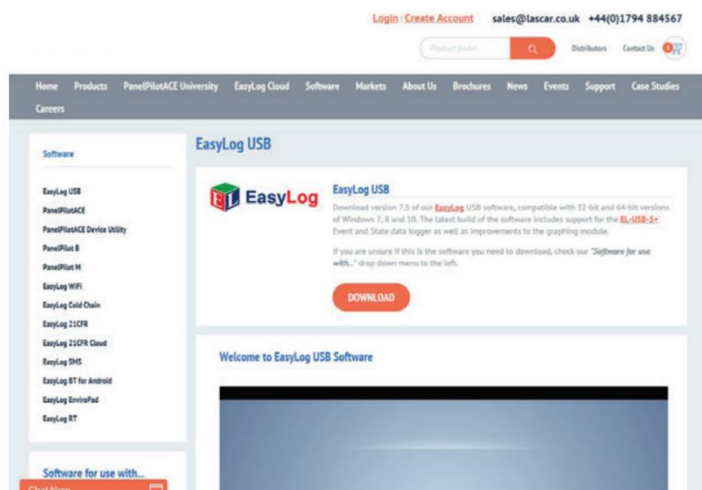 Login | Create Account sales@lascar.co.uk +44(0)1794 884567
Product finder Distributors Contact Us
Home Products PanelPilotACE University EasyLog Cloud Software Markets About Us Brochures News Events Support Case Studies
Careers
Software
EasyLog USB
PanelPilotACE
PanelPilotACE Device Utility
PanelPilot B
PanelPilot M
EasyLog WiFi
EasyLog Cold Chain
EasyLog 21CFR
EasyLog 21CFR Cloud
EasyLog SMS
EasyLog BT for Android
EasyLog EnviroPad
EasyLog RT
Software for use with...
Chat Now
EasyLog USB
EL EasyLog
EasyLog USB
Download version 7.5 of our EasyLog USB software, compatible with 32-bit and 64-bit versions
of Windows 7, 8 and 10. The latest build of the software includes support for the EL-USB-5+
Event and State data logger as well as improvements to the graphing module.
If you are unsure if this is the software you need to download, check our "Software for use
with..." drop down menu to the left.
DOWNLOAD
Welcome to EasyLog USB Software